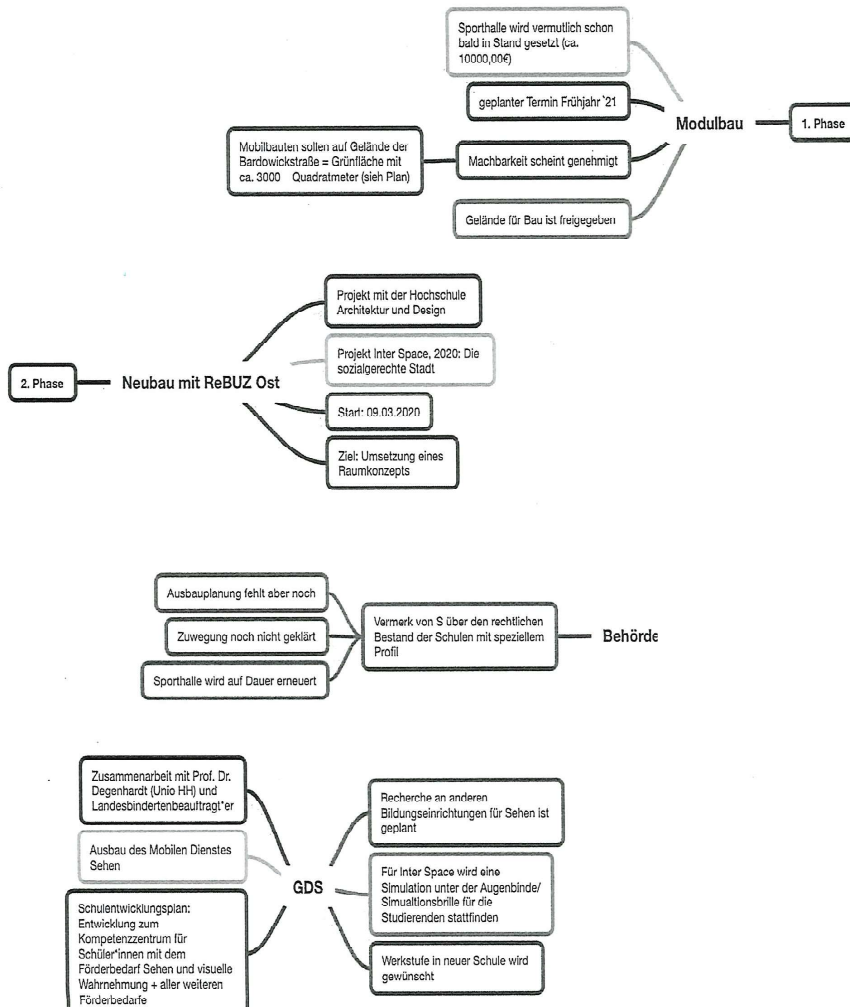 Sporthalle wird vermutlich schon
bald in Stand gesetzt (ca.
10000,00€)
geplanter Termin Frühjahr `21
Modulbau
1. Phase
Mobilbauten sollen auf Gelände der
Bardowickstraße = Grünfläche mit
ca. 3000 Quadratmeter (sieh Plan)
Machbarkeit scheint genehmigt
Gelände für Bau ist freigegeben
Projekt mit der Hochschule
Architektur und Design
Projekt Inter Space, 2020: Die
sozialgerechte Stadt
2. Phase
Neubau mit ReBUZ Ost
Start: 09.03.2020
Ziel: Umsetzung eines
Raumkonzepts
Ausbauplanung fehlt aber noch
Zuwegung noch nicht geklärt
Sporthalle wird auf Dauer erneuert
Vermerk von S über den rechtlichen
Bestand der Schulen mit speziellem
Profil
Behörde
Zusammenarbeit mit Prof. Dr.
Degenhardt (Unio HH) und
Landesbindertenbeauftragt*er
Ausbau des Mobilen Dienstes
Sehen
Schulentwicklungsplan:
Entwicklung zum
Kompetenzzentrum für
Schüler*innen mit dem
Förderbedarf Sehen und visuelle
Wahrnehmung + aller weiteren
Förderbedarfe
GDS
Recherche an anderen
Bildungseinrichtungen für Sehen ist
geplant
Für Inter Space wird eine
Simulation unter der Augenbinde/
Simualtionsbrille für die
Studierenden stattfinden
Werkstufe in neuer Schule wird
gewünscht